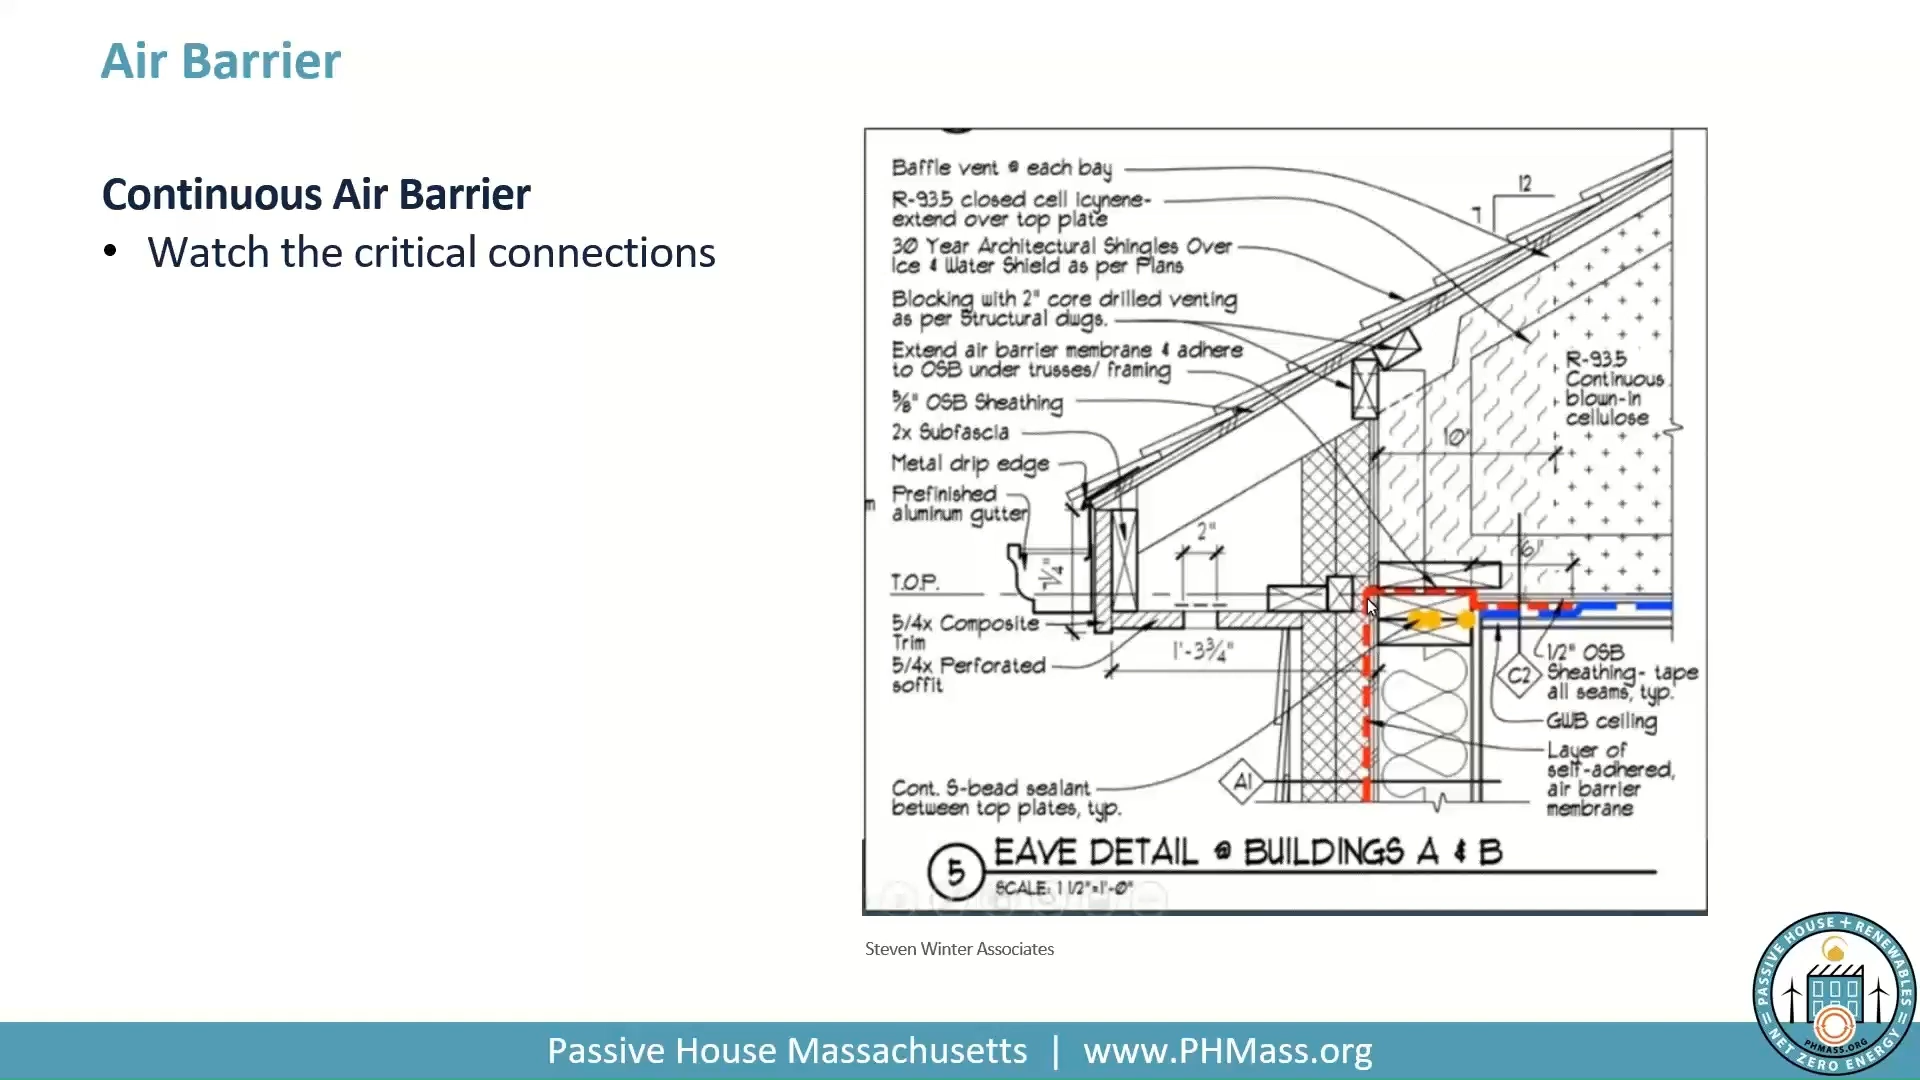 Air Barrier
Continuous Air Barrier
• Watch the critical connections
Baffle vent @ each bay
R-93.5 closed cell Icynene-
extend over top plate
30 Year Architectural Shingles Over
Ice & Water Shield as per Plans
Blocking with 2" core drilled venting
as per Structural dwgs.
Extend air barrier membrane & adhere
to OSB under trusses/ framing
5/8" OSB Sheathing
2x Subfascia
Metal drip edge
Prefinished
aluminum gutter
T.O.P.
5/4x Composite
Trim
5/4x Perforated
soffit
Cont. S-bead sealant
between top plates, typ.
12
7
R-93.5
Continuous
blown-in
cellulose
10"
2"
6"
7 1/4"
1'-3 3/4"
A1
C2
1/2" OSB
Sheathing- tape
all seams, typ.
GWB ceiling
Layer of
self-adhered,
air barrier
membrane
5
EAVE DETAIL @ BUILDINGS A & B
SCALE: 1 1/2"=1'-0"
Steven Winter Associates
Passive House Massachusetts | www.PHMass.org
PASSIVE HOUSE + RENEWABLES
= NET ZERO ENERGY =
PHMASS.ORG